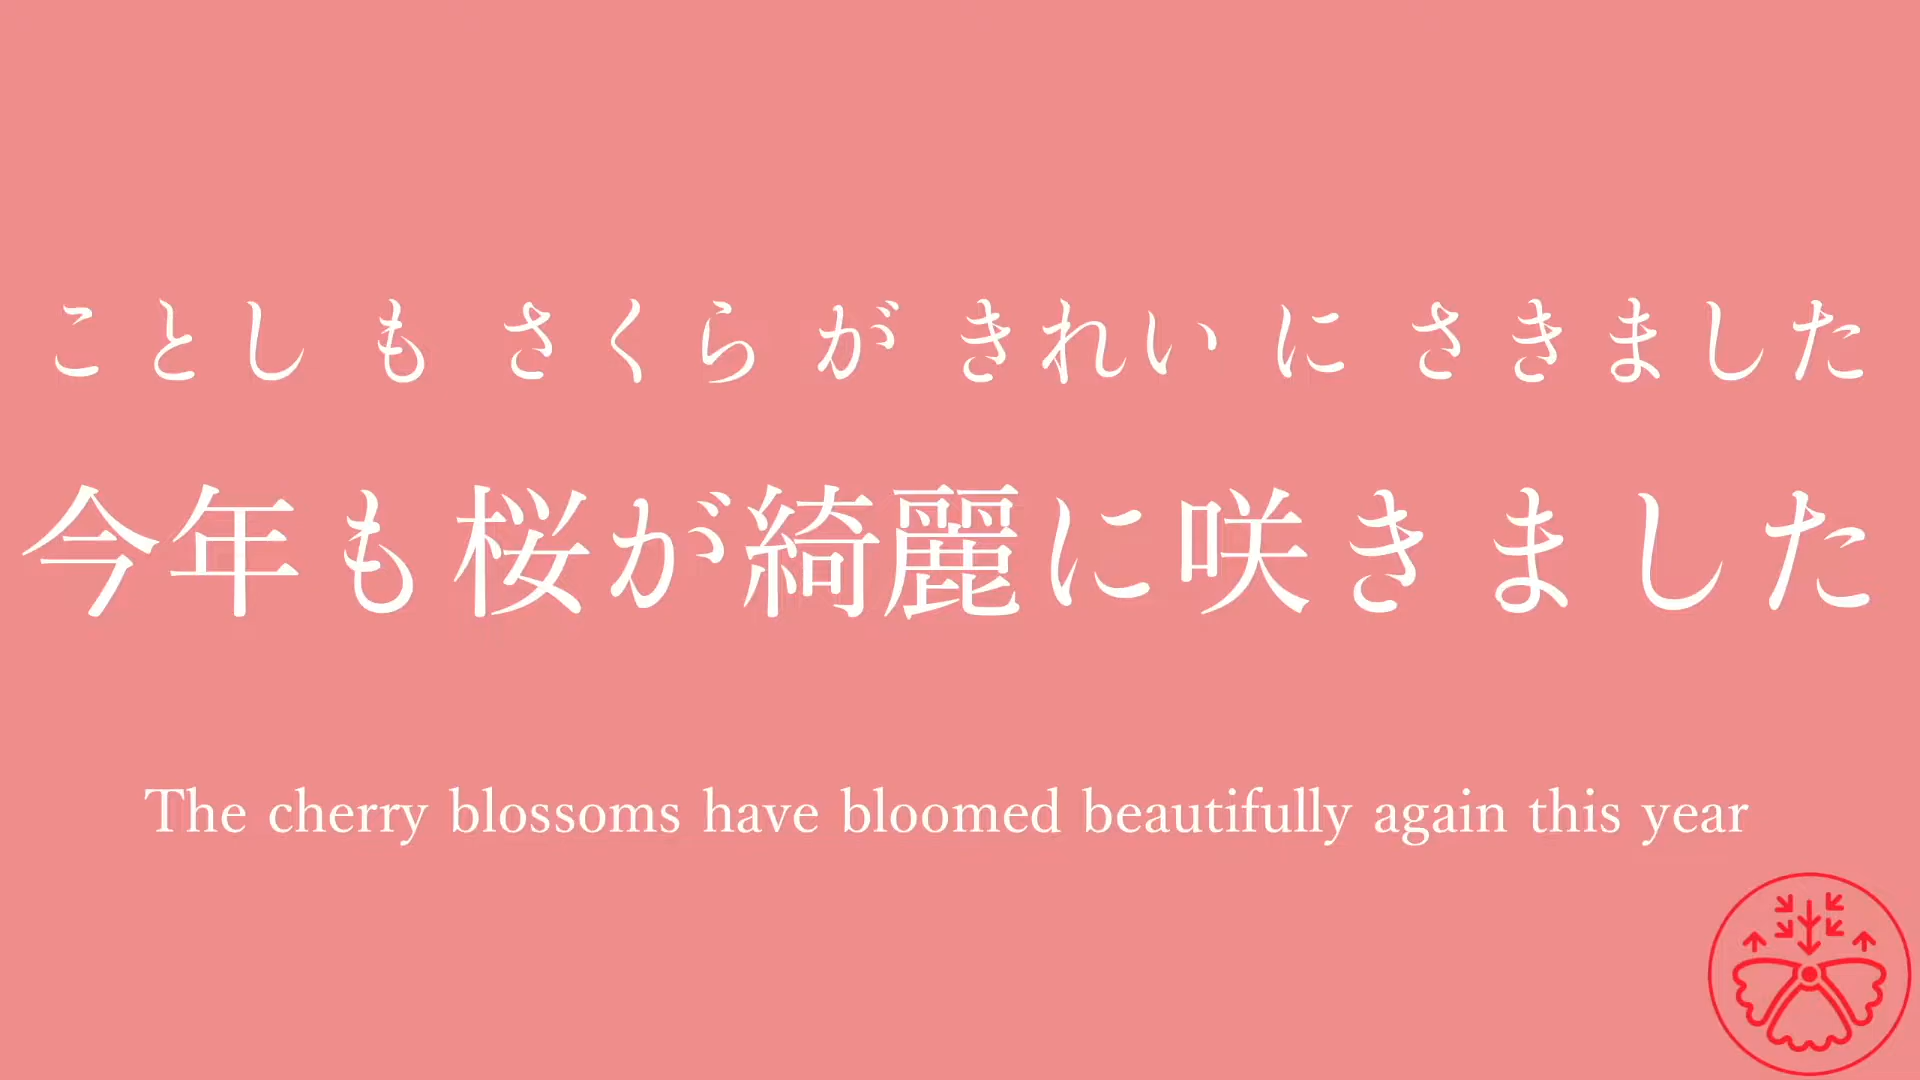 ことし も さくら が きれい に さきました
今年も桜が綺麗に咲きました
The cherry blossoms have bloomed beautifully again this year